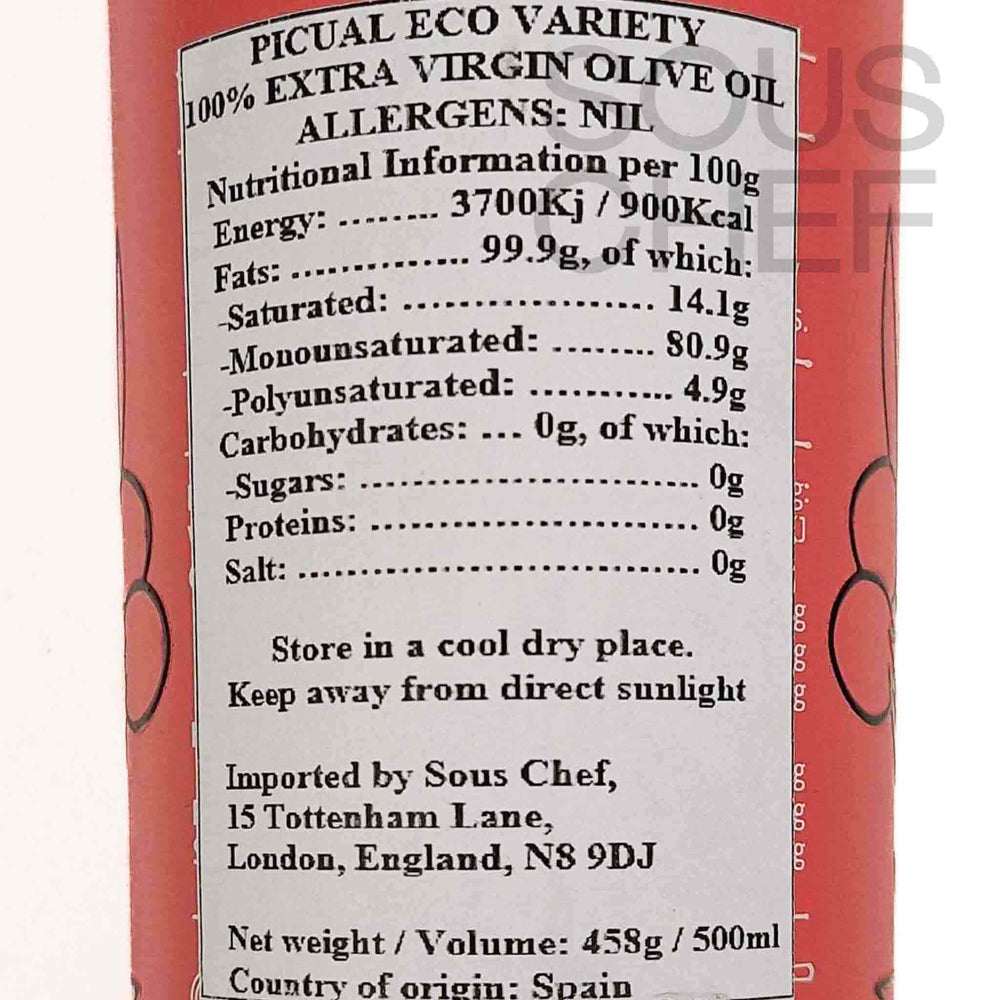 PICUAL ECO VARIETY
100% EXTRA VIRGIN OLIVE OIL
ALLERGENS: NIL
Nutritional Information per 100g
Energy: ........ 3700Kj / 900Kcal
Fats: .............. 99.9g, of which:
-Saturated: .................... 14.1g
-Monounsaturated: ........ 80.9g
-Polyunsaturated: ........... 4.9g
Carbohydrates: ... 0g, of which:
-Sugars: ........................... 0g
Proteins: .......................... 0g
Salt: ................................ 0g
Store in a cool dry place.
Keep away from direct sunlight
Imported by Sous Chef,
15 Tottenham Lane,
London, England, N8 9DJ
Net weight / Volume: 458g / 500ml
Country of origin: Spain
SOUS
CHEF
g
g
g
g
g
g